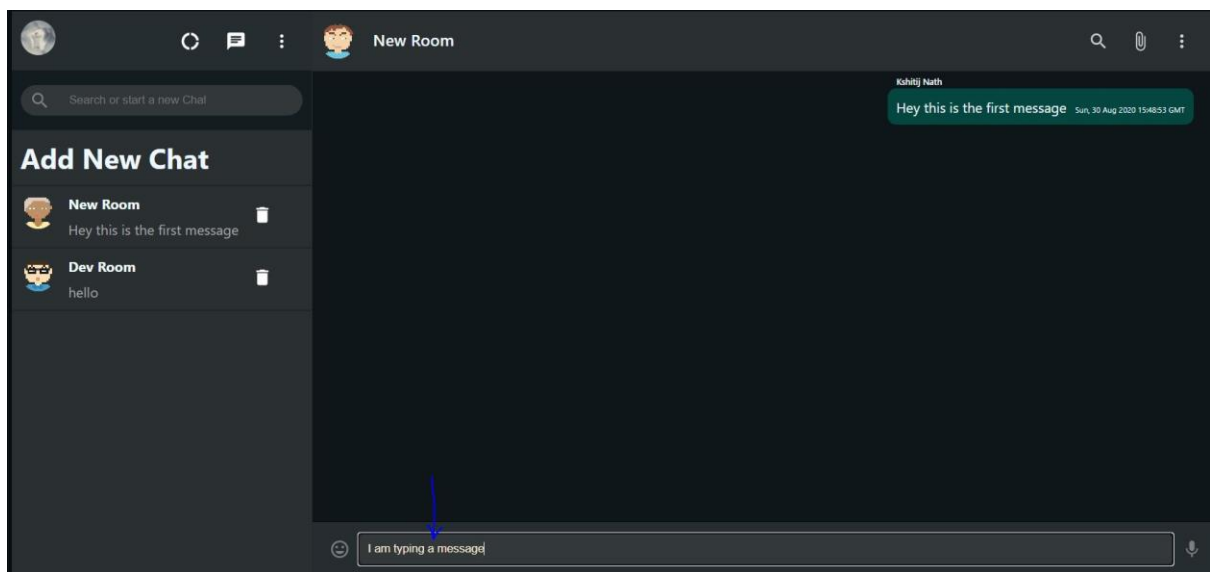 New Room
Search or start a new Chat
Add New Chat
New Room
Hey this is the first message
Dev Room
hello
Kshitij Nath
Hey this is the first message Sun, 30 Aug 2020 15:48:53 GMT
I am typing a message